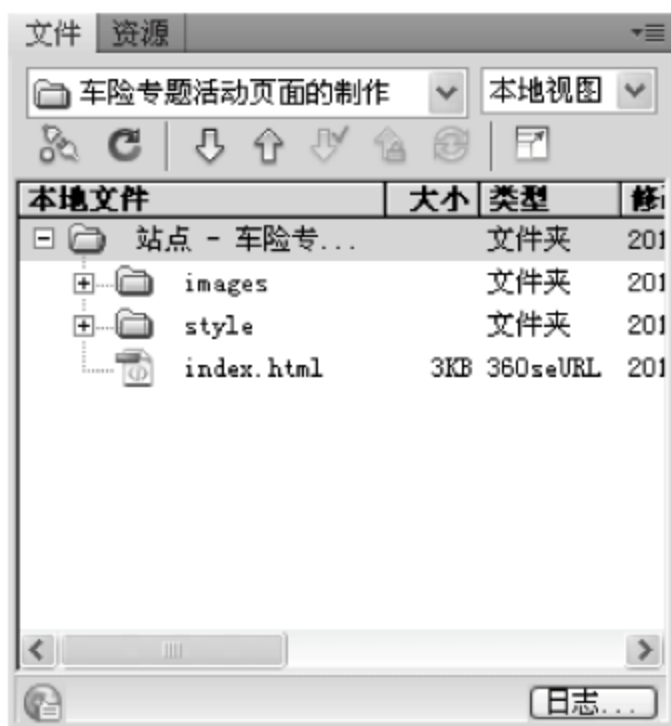 文件 资源
车险专题活动页面的制作 本地视图
本地文件 大小 类型
站点 - 车险专... 文件夹 201
images 文件夹 201
style 文件夹 201
index.html 3KB 360seURL 201
日志...